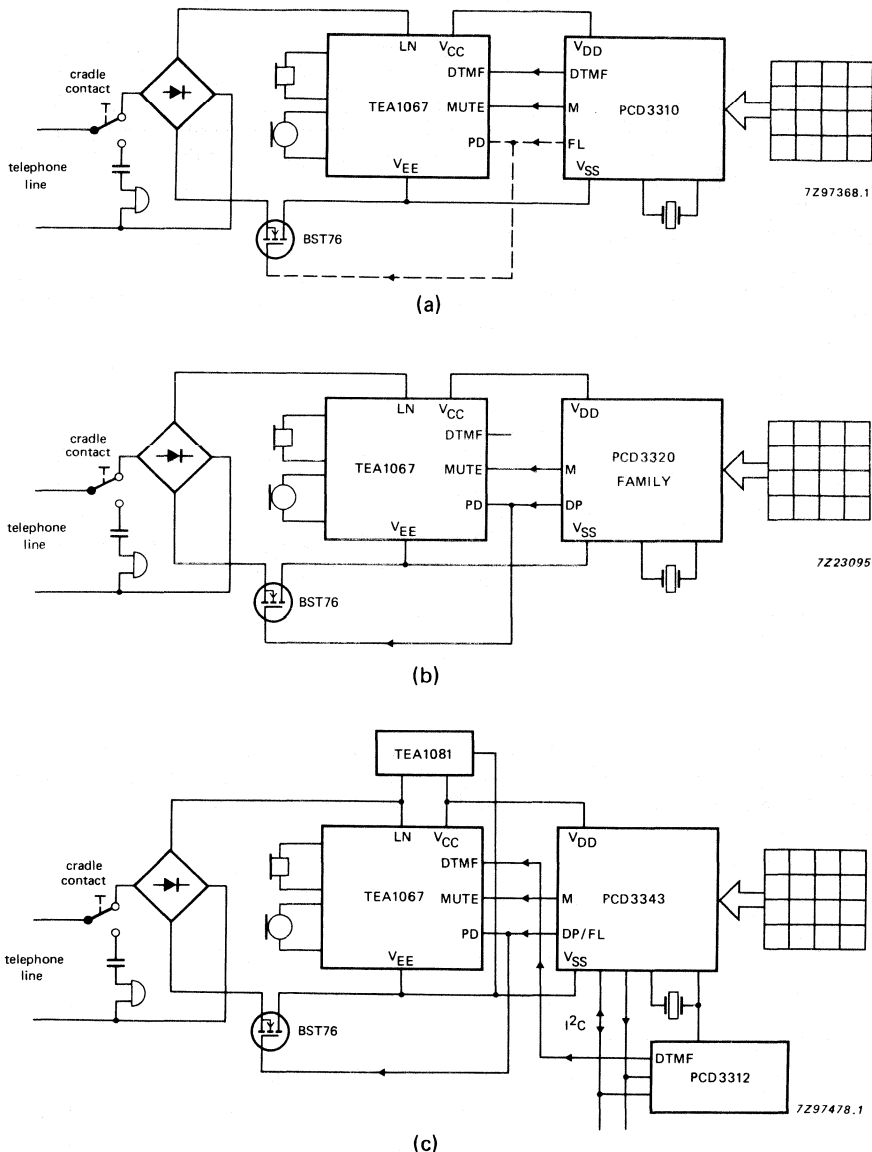 LN
VCC
VDD
cradle
contact
DTMF
DTMF
TEA1067
MUTE
M
PCD3310
PD
FL
telephone
line
VEE
VSS
7Z97368.1
BST76
(a)
LN
VCC
VDD
cradle
contact
DTMF
TEA1067
MUTE
M
PCD3320
FAMILY
PD
DP
telephone
line
VEE
VSS
7Z23095
BST76
(b)
TEA1081
LN
VCC
VDD
cradle
contact
DTMF
TEA1067
MUTE
M
PCD3343
PD
DP/FL
telephone
line
VEE
VSS
BST76
I²C
DTMF
PCD3312
7Z97478.1
(c)